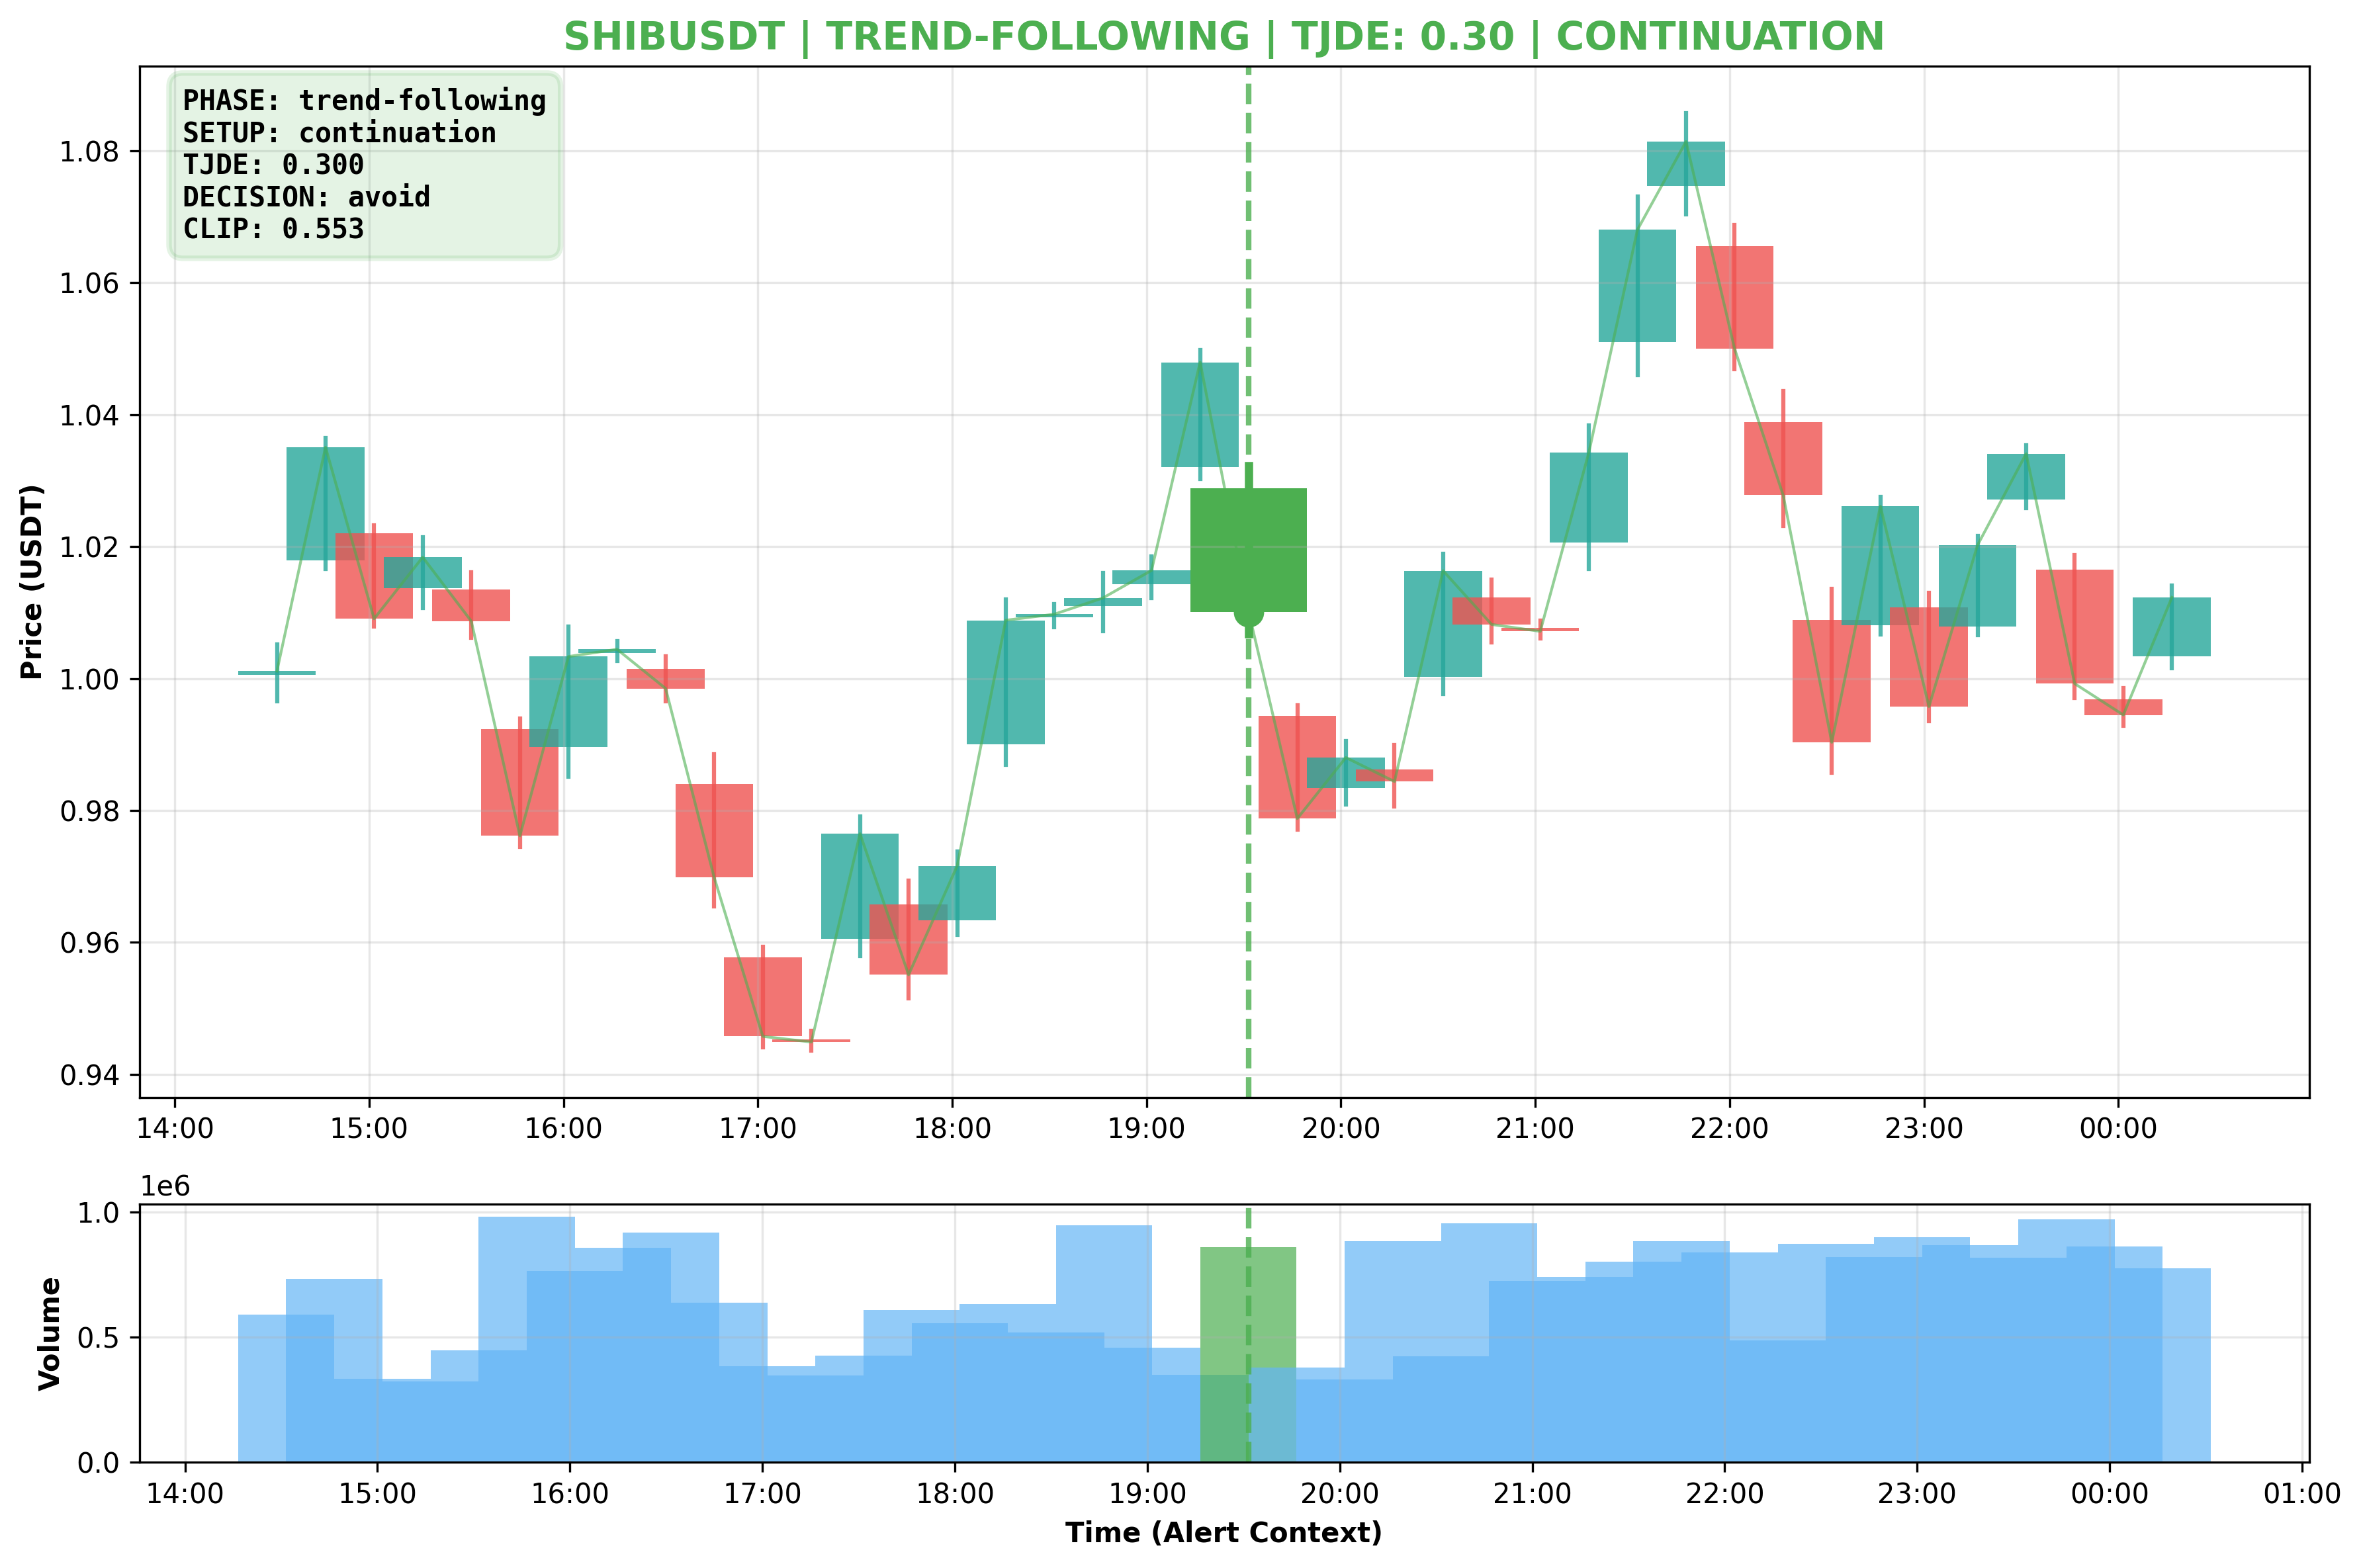 SHIBUSDT | TREND-FOLLOWING | TJDE: 0.30 | CONTINUATION
PHASE: trend-following
SETUP: continuation
TJDE: 0.300
DECISION: avoid
CLIP: 0.553
Price (USDT)
1.08
1.06
1.04
1.02
1.00
0.98
0.96
0.94
14:00 15:00 16:00 17:00 18:00 19:00 20:00 21:00 22:00 23:00 00:00
1e6
Volume
1.0
0.5
0.0
14:00 15:00 16:00 17:00 18:00 19:00 20:00 21:00 22:00 23:00 00:00 01:00
Time (Alert Context)